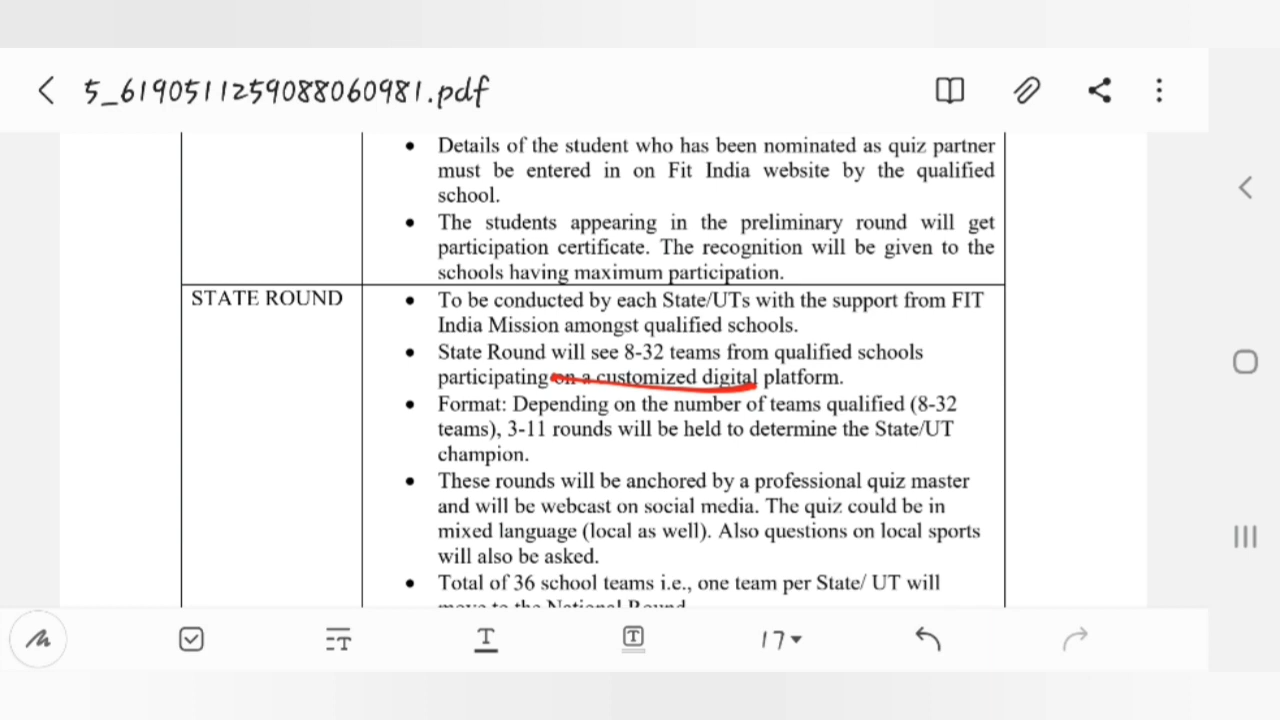 5_6190511259088060981.pdf
• Details of the student who has been nominated as quiz partner
must be entered in on Fit India website by the qualified
school.
• The students appearing in the preliminary round will get
participation certificate. The recognition will be given to the
schools having maximum participation.
STATE ROUND
• To be conducted by each State/UTs with the support from FIT
India Mission amongst qualified schools.
• State Round will see 8-32 teams from qualified schools
participating on a customized digital platform.
• Format: Depending on the number of teams qualified (8-32
teams), 3-11 rounds will be held to determine the State/UT
champion.
• These rounds will be anchored by a professional quiz master
and will be webcast on social media. The quiz could be in
mixed language (local as well). Also questions on local sports
will also be asked.
• Total of 36 school teams i.e., one team per State/ UT will
move to the National Round
T
T
T
17